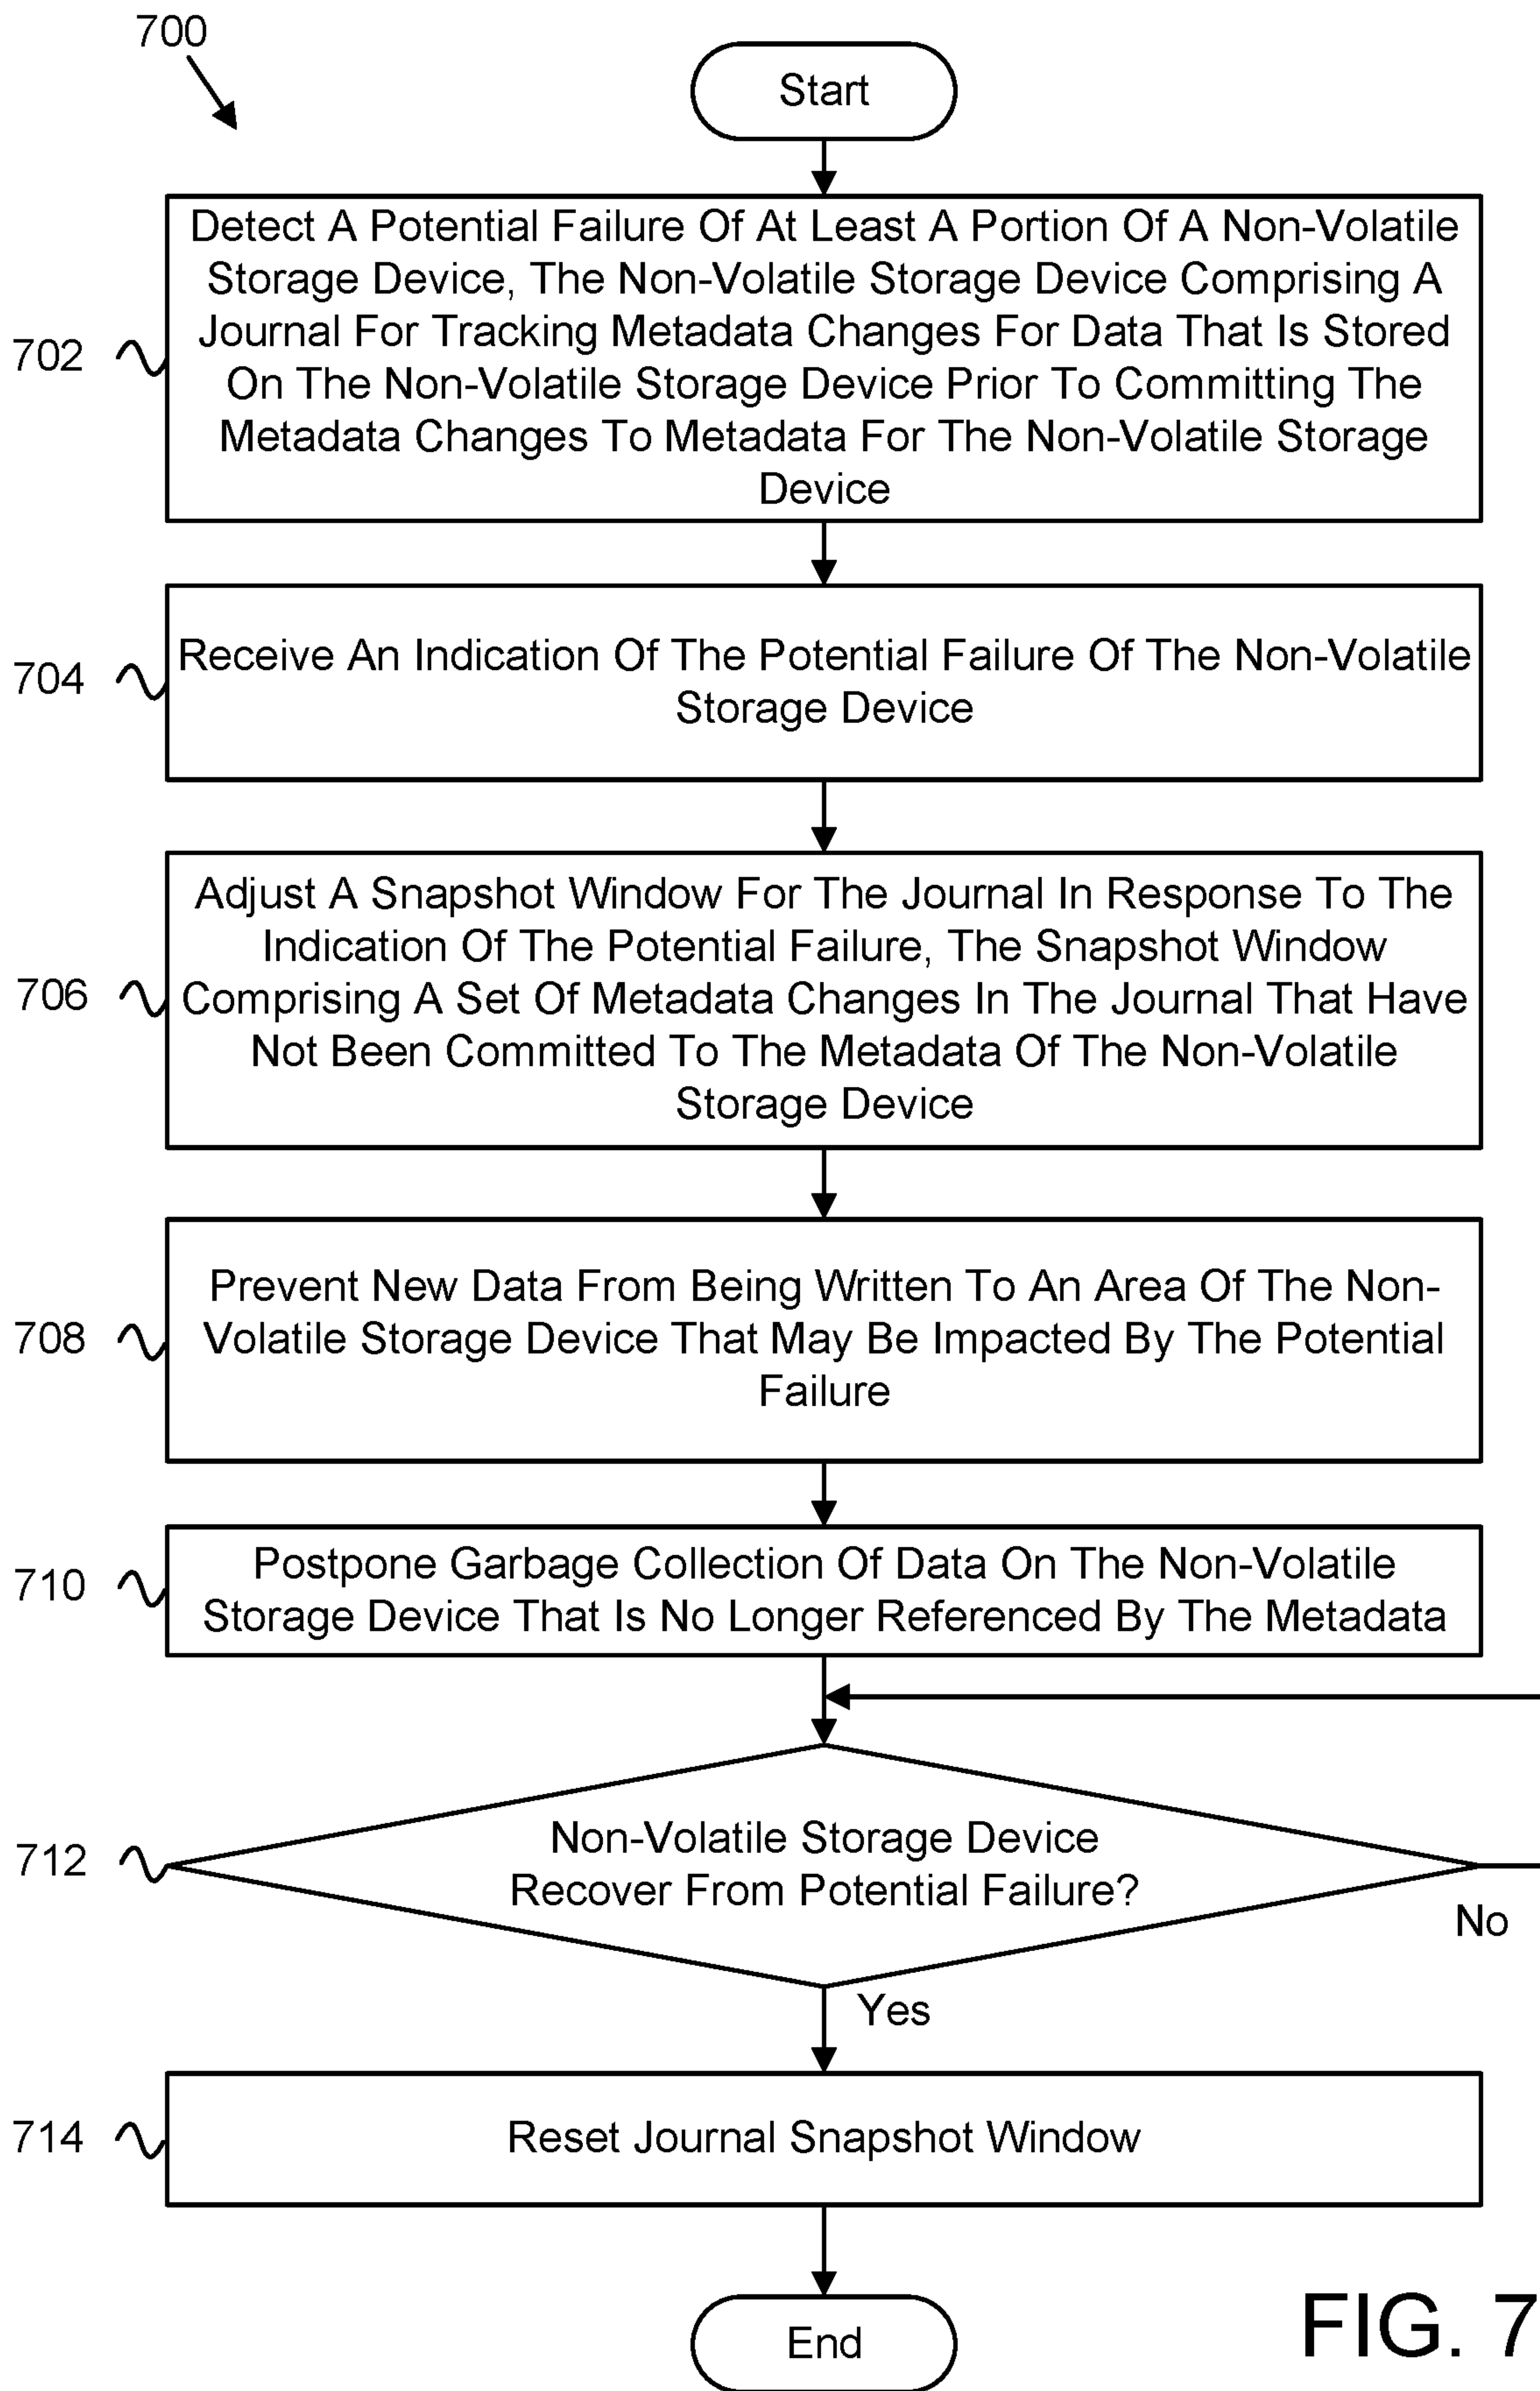 700
Start
Detect A Potential Failure Of At Least A Portion Of A Non-Volatile
Storage Device, The Non-Volatile Storage Device Comprising A
Journal For Tracking Metadata Changes For Data That Is Stored
On The Non-Volatile Storage Device Prior To Committing The
Metadata Changes To Metadata For The Non-Volatile Storage
Device
702
Receive An Indication Of The Potential Failure Of The Non-Volatile
Storage Device
704
Adjust A Snapshot Window For The Journal In Response To The
Indication Of The Potential Failure, The Snapshot Window
Comprising A Set Of Metadata Changes In The Journal That Have
Not Been Committed To The Metadata Of The Non-Volatile
Storage Device
706
Prevent New Data From Being Written To An Area Of The Non-
Volatile Storage Device That May Be Impacted By The Potential
Failure
708
Postpone Garbage Collection Of Data On The Non-Volatile
Storage Device That Is No Longer Referenced By The Metadata
710
Non-Volatile Storage Device
Recover From Potential Failure?
712
No
Yes
Reset Journal Snapshot Window
714
End
FIG. 7